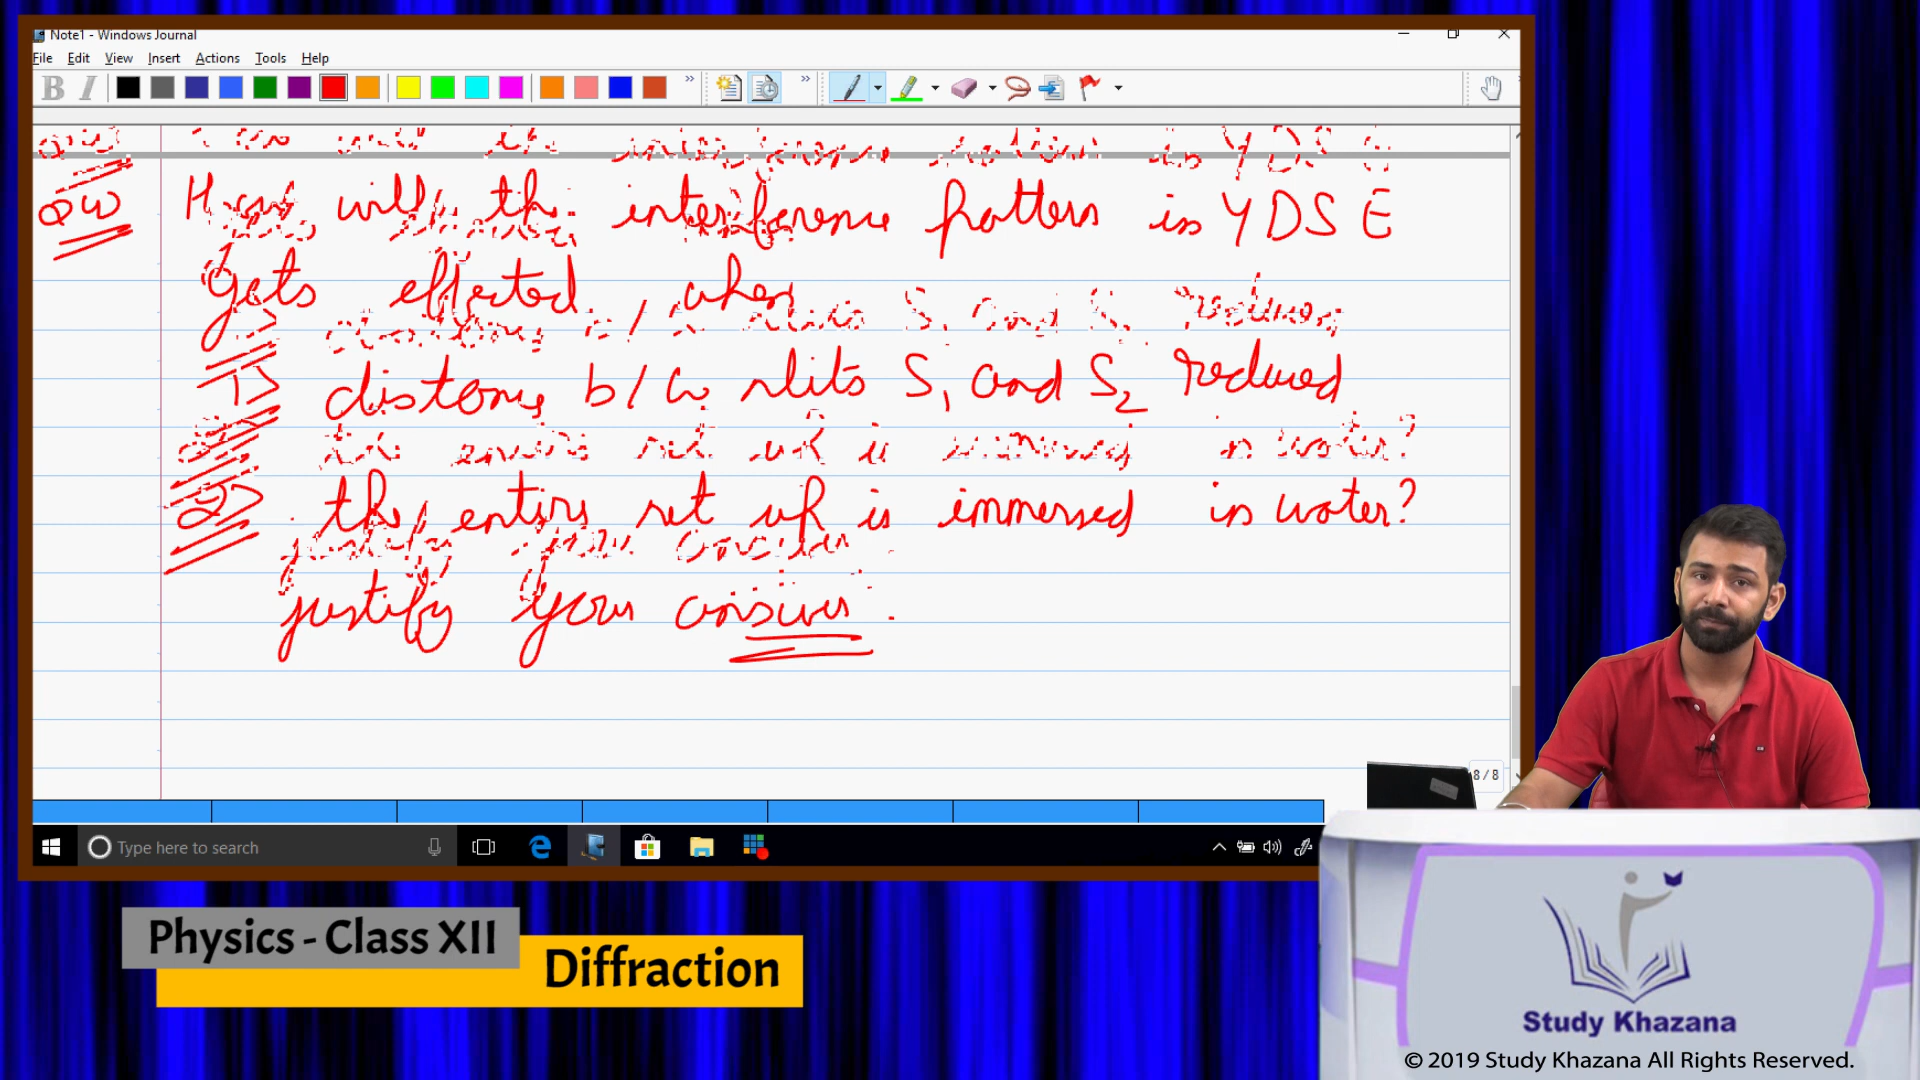 Note1 - Windows Journal
File Edit View Insert Actions Tools Help
B I
will the interference pattern in YDSE
Gets effected when
1) distance b/w slits S1 and S2 reduced
2) the entire set up is immersed in water?
justify your answer.
8 / 8
Type here to search
Physics - Class XII
Diffraction
Study Khazana
© 2019 Study Khazana All Rights Reserved.